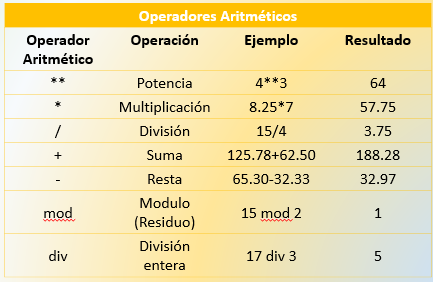 Operadores Aritméticos
Operador Aritmético Operación Ejemplo Resultado
** Potencia 4**3 64
* Multiplicación 8.25*7 57.75
/ División 15/4 3.75
+ Suma 125.78+62.50 188.28
- Resta 65.30-32.33 32.97
mod Modulo (Residuo) 15 mod 2 1
div División entera 17 div 3 5